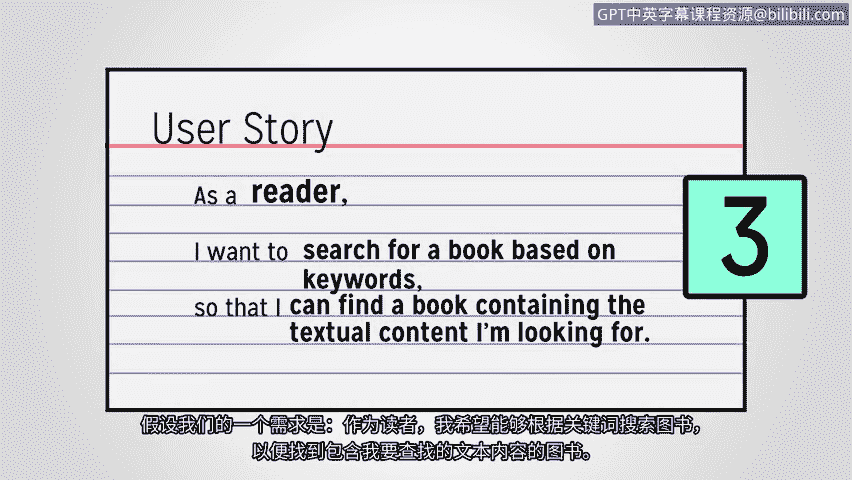 GPT中英字幕课程资源@bilibili.com
User Story
As a reader,
I want to search for a book based on
keywords,
so that I can find a book containing the
textual content I'm looking for.
3
假设我们的一个需求是：作为读者，我希望能够根据关键词搜索图书，
以便找到包含我要查找的文本内容的图书。